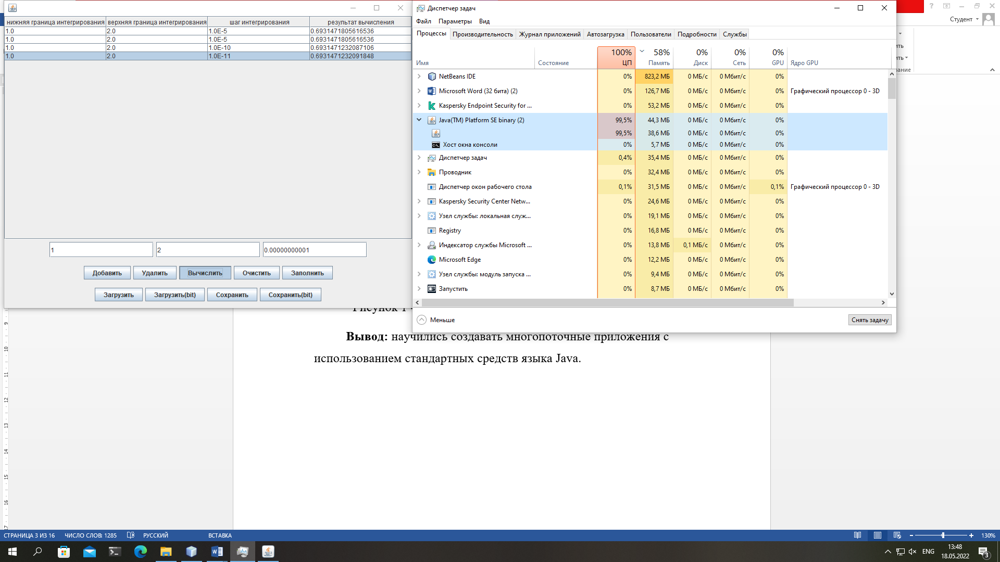 нижняя граница интегрирования верхняя граница интегрирования шаг интегрирования результат вычисления
1.0 2.0 1.0E-5 0.6931471805616536
1.0 2.0 1.0E-5 0.6931471805616536
1.0 2.0 1.0E-10 0.6931471232087106
1.0 2.0 1.0E-11 0.6931471232091848
1 2 0.00000000001
Добавить Удалить Вычислить Очистить Заполнить
Загрузить Загрузить(bit) Сохранить Сохранить(bit)
Диспетчер задач
Файл Параметры Вид
Процессы Производительность Журнал приложений Автозагрузка Пользователи Подробности Службы
100% 58% 0% 0% 0%
Имя Состояние ЦП Память Диск Сеть GPU Ядро GPU
NetBeans IDE 0% 823,2 МБ 0 МБ/с 0 Мбит/с 0%
Microsoft Word (32 бита) (2) 0% 126,7 МБ 0 МБ/с 0 Мбит/с 0% Графический процессор 0 - 3D
Kaspersky Endpoint Security for ... 0% 53,2 МБ 0 МБ/с 0 Мбит/с 0%
Java(TM) Platform SE binary (2) 99,5% 44,3 МБ 0 МБ/с 0 Мбит/с 0%
99,5% 38,6 МБ 0 МБ/с 0 Мбит/с 0%
Хост окна консоли 0% 5,7 МБ 0 МБ/с 0 Мбит/с 0%
Диспетчер задач 0,4% 35,4 МБ 0 МБ/с 0 Мбит/с 0%
Проводник 0% 32,4 МБ 0 МБ/с 0 Мбит/с 0%
Диспетчер окон рабочего стола 0,1% 31,5 МБ 0 МБ/с 0 Мбит/с 0,1% Графический процессор 0 - 3D
Kaspersky Security Center Netw... 0% 24,6 МБ 0 МБ/с 0 Мбит/с 0%
Узел службы: локальная служ... 0% 19,1 МБ 0 МБ/с 0 Мбит/с 0%
Registry 0% 16,8 МБ 0 МБ/с 0 Мбит/с 0%
Индексатор службы Microsoft ... 0% 13,8 МБ 0,1 МБ/с 0 Мбит/с 0%
Microsoft Edge 0% 12,2 МБ 0 МБ/с 0 Мбит/с 0%
Узел службы: модуль запуска ... 0% 9,4 МБ 0 МБ/с 0 Мбит/с 0%
Запустить 0% 8,7 МБ 0 МБ/с 0 Мбит/с 0%
Меньше Снять задачу
Студент
Рисунок 1 -
Вывод: научились создавать многопоточные приложения с
использованием стандартных средств языка Java.
9
10
11
12
13
14
15
16
17
СТРАНИЦА 3 ИЗ 16 ЧИСЛО СЛОВ: 1285 РУССКИЙ ВСТАВКА 130%
ENG 13:48
18.05.2022
3